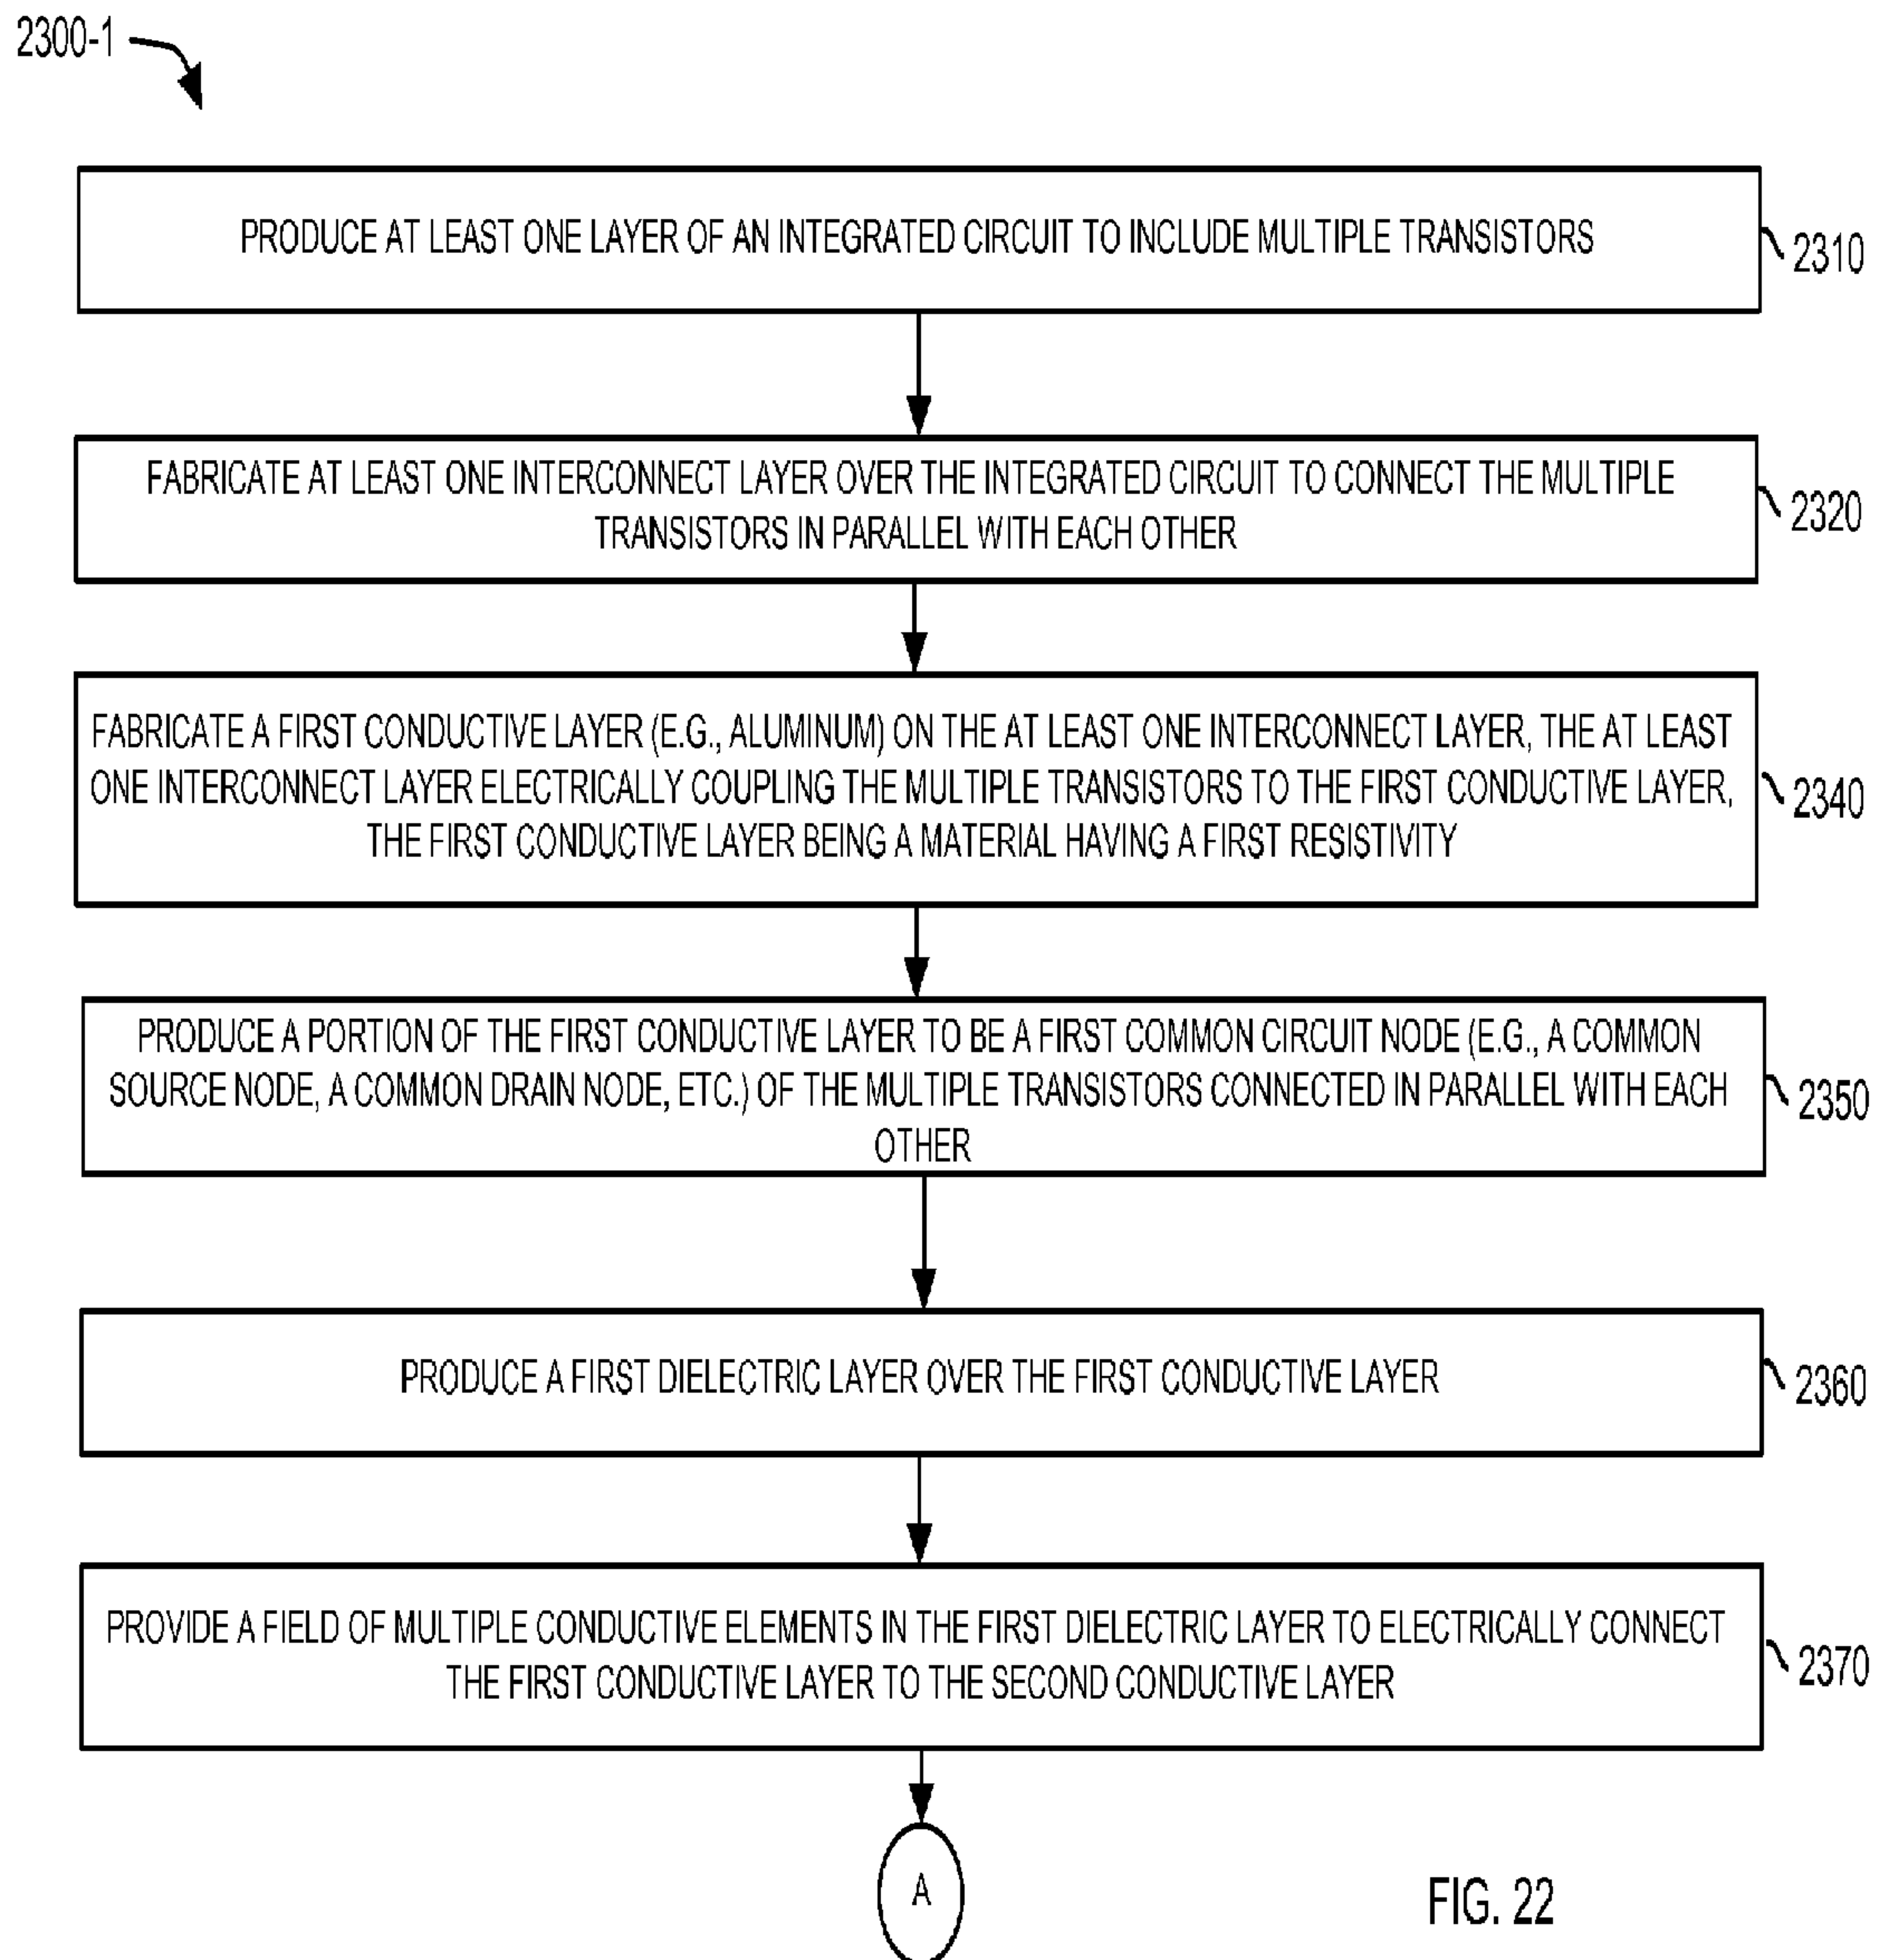 2300-1
PRODUCE AT LEAST ONE LAYER OF AN INTEGRATED CIRCUIT TO INCLUDE MULTIPLE TRANSISTORS
2310
FABRICATE AT LEAST ONE INTERCONNECT LAYER OVER THE INTEGRATED CIRCUIT TO CONNECT THE MULTIPLE
TRANSISTORS IN PARALLEL WITH EACH OTHER
2320
FABRICATE A FIRST CONDUCTIVE LAYER (E.G., ALUMINUM) ON THE AT LEAST ONE INTERCONNECT LAYER, THE AT LEAST
ONE INTERCONNECT LAYER ELECTRICALLY COUPLING THE MULTIPLE TRANSISTORS TO THE FIRST CONDUCTIVE LAYER,
THE FIRST CONDUCTIVE LAYER BEING A MATERIAL HAVING A FIRST RESISTIVITY
2340
PRODUCE A PORTION OF THE FIRST CONDUCTIVE LAYER TO BE A FIRST COMMON CIRCUIT NODE (E.G., A COMMON
SOURCE NODE, A COMMON DRAIN NODE, ETC.) OF THE MULTIPLE TRANSISTORS CONNECTED IN PARALLEL WITH EACH
OTHER
2350
PRODUCE A FIRST DIELECTRIC LAYER OVER THE FIRST CONDUCTIVE LAYER
2360
PROVIDE A FIELD OF MULTIPLE CONDUCTIVE ELEMENTS IN THE FIRST DIELECTRIC LAYER TO ELECTRICALLY CONNECT
THE FIRST CONDUCTIVE LAYER TO THE SECOND CONDUCTIVE LAYER
2370
A
FIG. 22